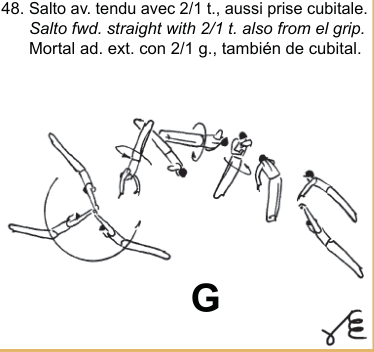 48. Salto av. tendu avec 2/1 t., aussi prise cubitale.
Salto fwd. straight with 2/1 t. also from el grip.
Mortal ad. ext. con 2/1 g., también de cubital.
G